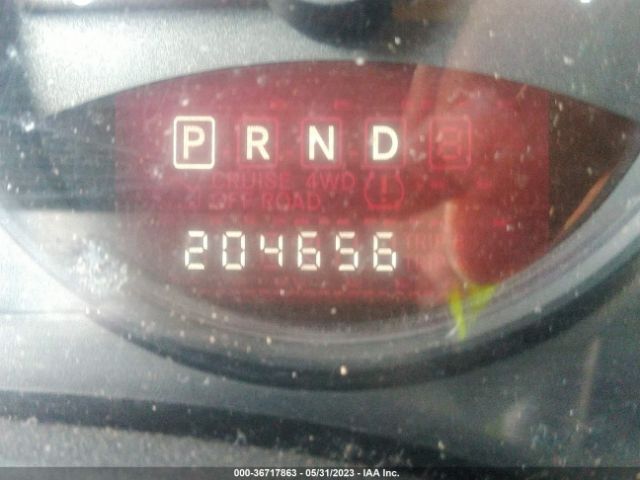 P R N D
CRUISE 4WD
OFF ROAD
204656
000-36717863 - 05/31/2023 - IAA Inc.